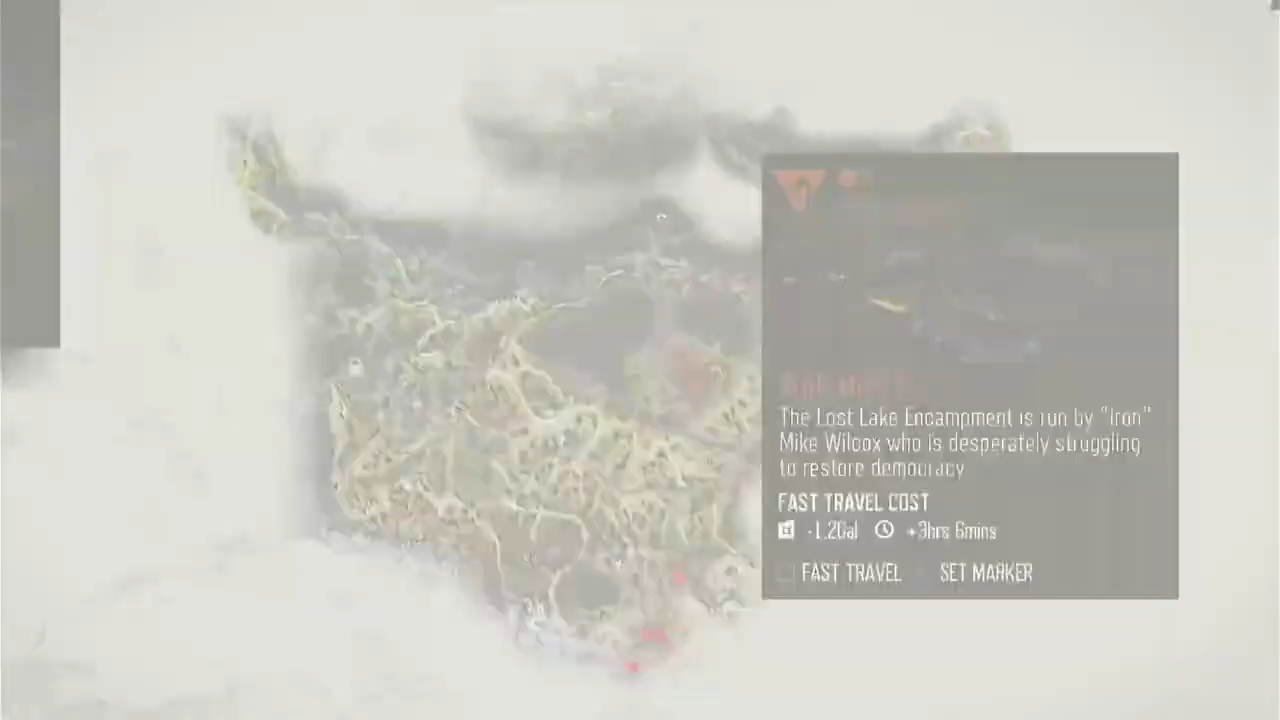 The Lost Lake Encampment is run by "Iron"
Mike Wilcox who is desperately struggling
to restore democracy
FAST TRAVEL COST
-1.2Gal +3hrs 6mins
FAST TRAVEL SET MARKER